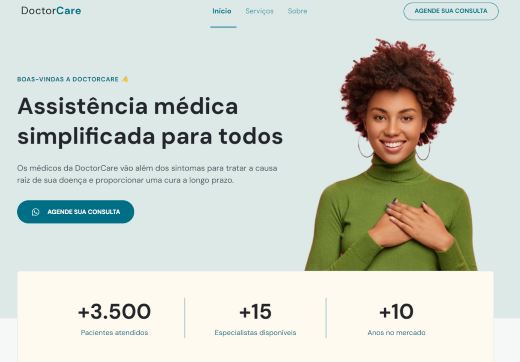 DoctorCare
Início Serviços Sobre
AGENDE SUA CONSULTA
BOAS-VINDAS A DOCTORCARE 👋
Assistência médica
simplificada para todos
Os médicos da DoctorCare vão além dos sintomas para tratar a causa
raiz de sua doença e proporcionar uma cura a longo prazo.
AGENDE SUA CONSULTA
+3.500
Pacientes atendidos
+15
Especialistas disponíveis
+10
Anos no mercado